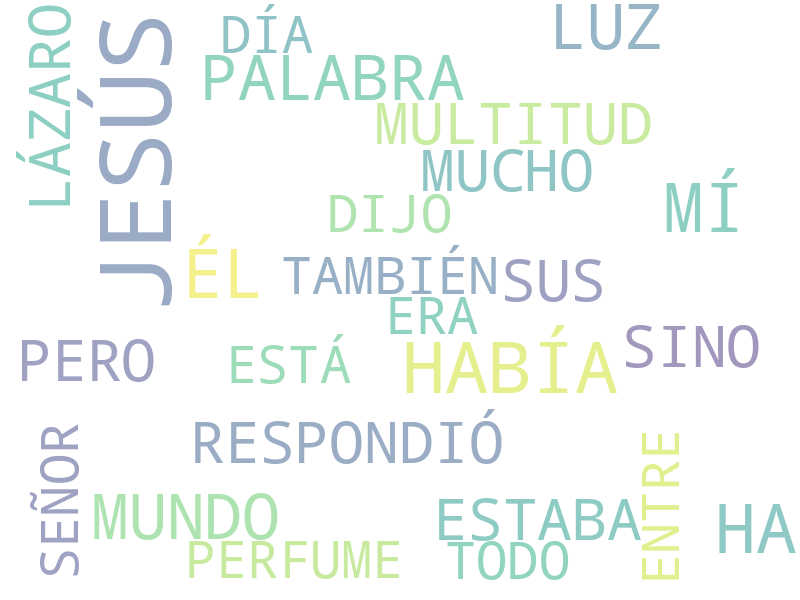 LÁZARO
JESÚS
DÍA
LUZ
PALABRA
MULTITUD
MUCHO
DIJO
MÍ
ÉL
TAMBIÉN
SUS
ERA
PERO
ESTÁ
HABÍA
SINO
RESPONDIÓ
SEÑOR
MUNDO
ESTABA
ENTRE
HA
PERFUME
TODO